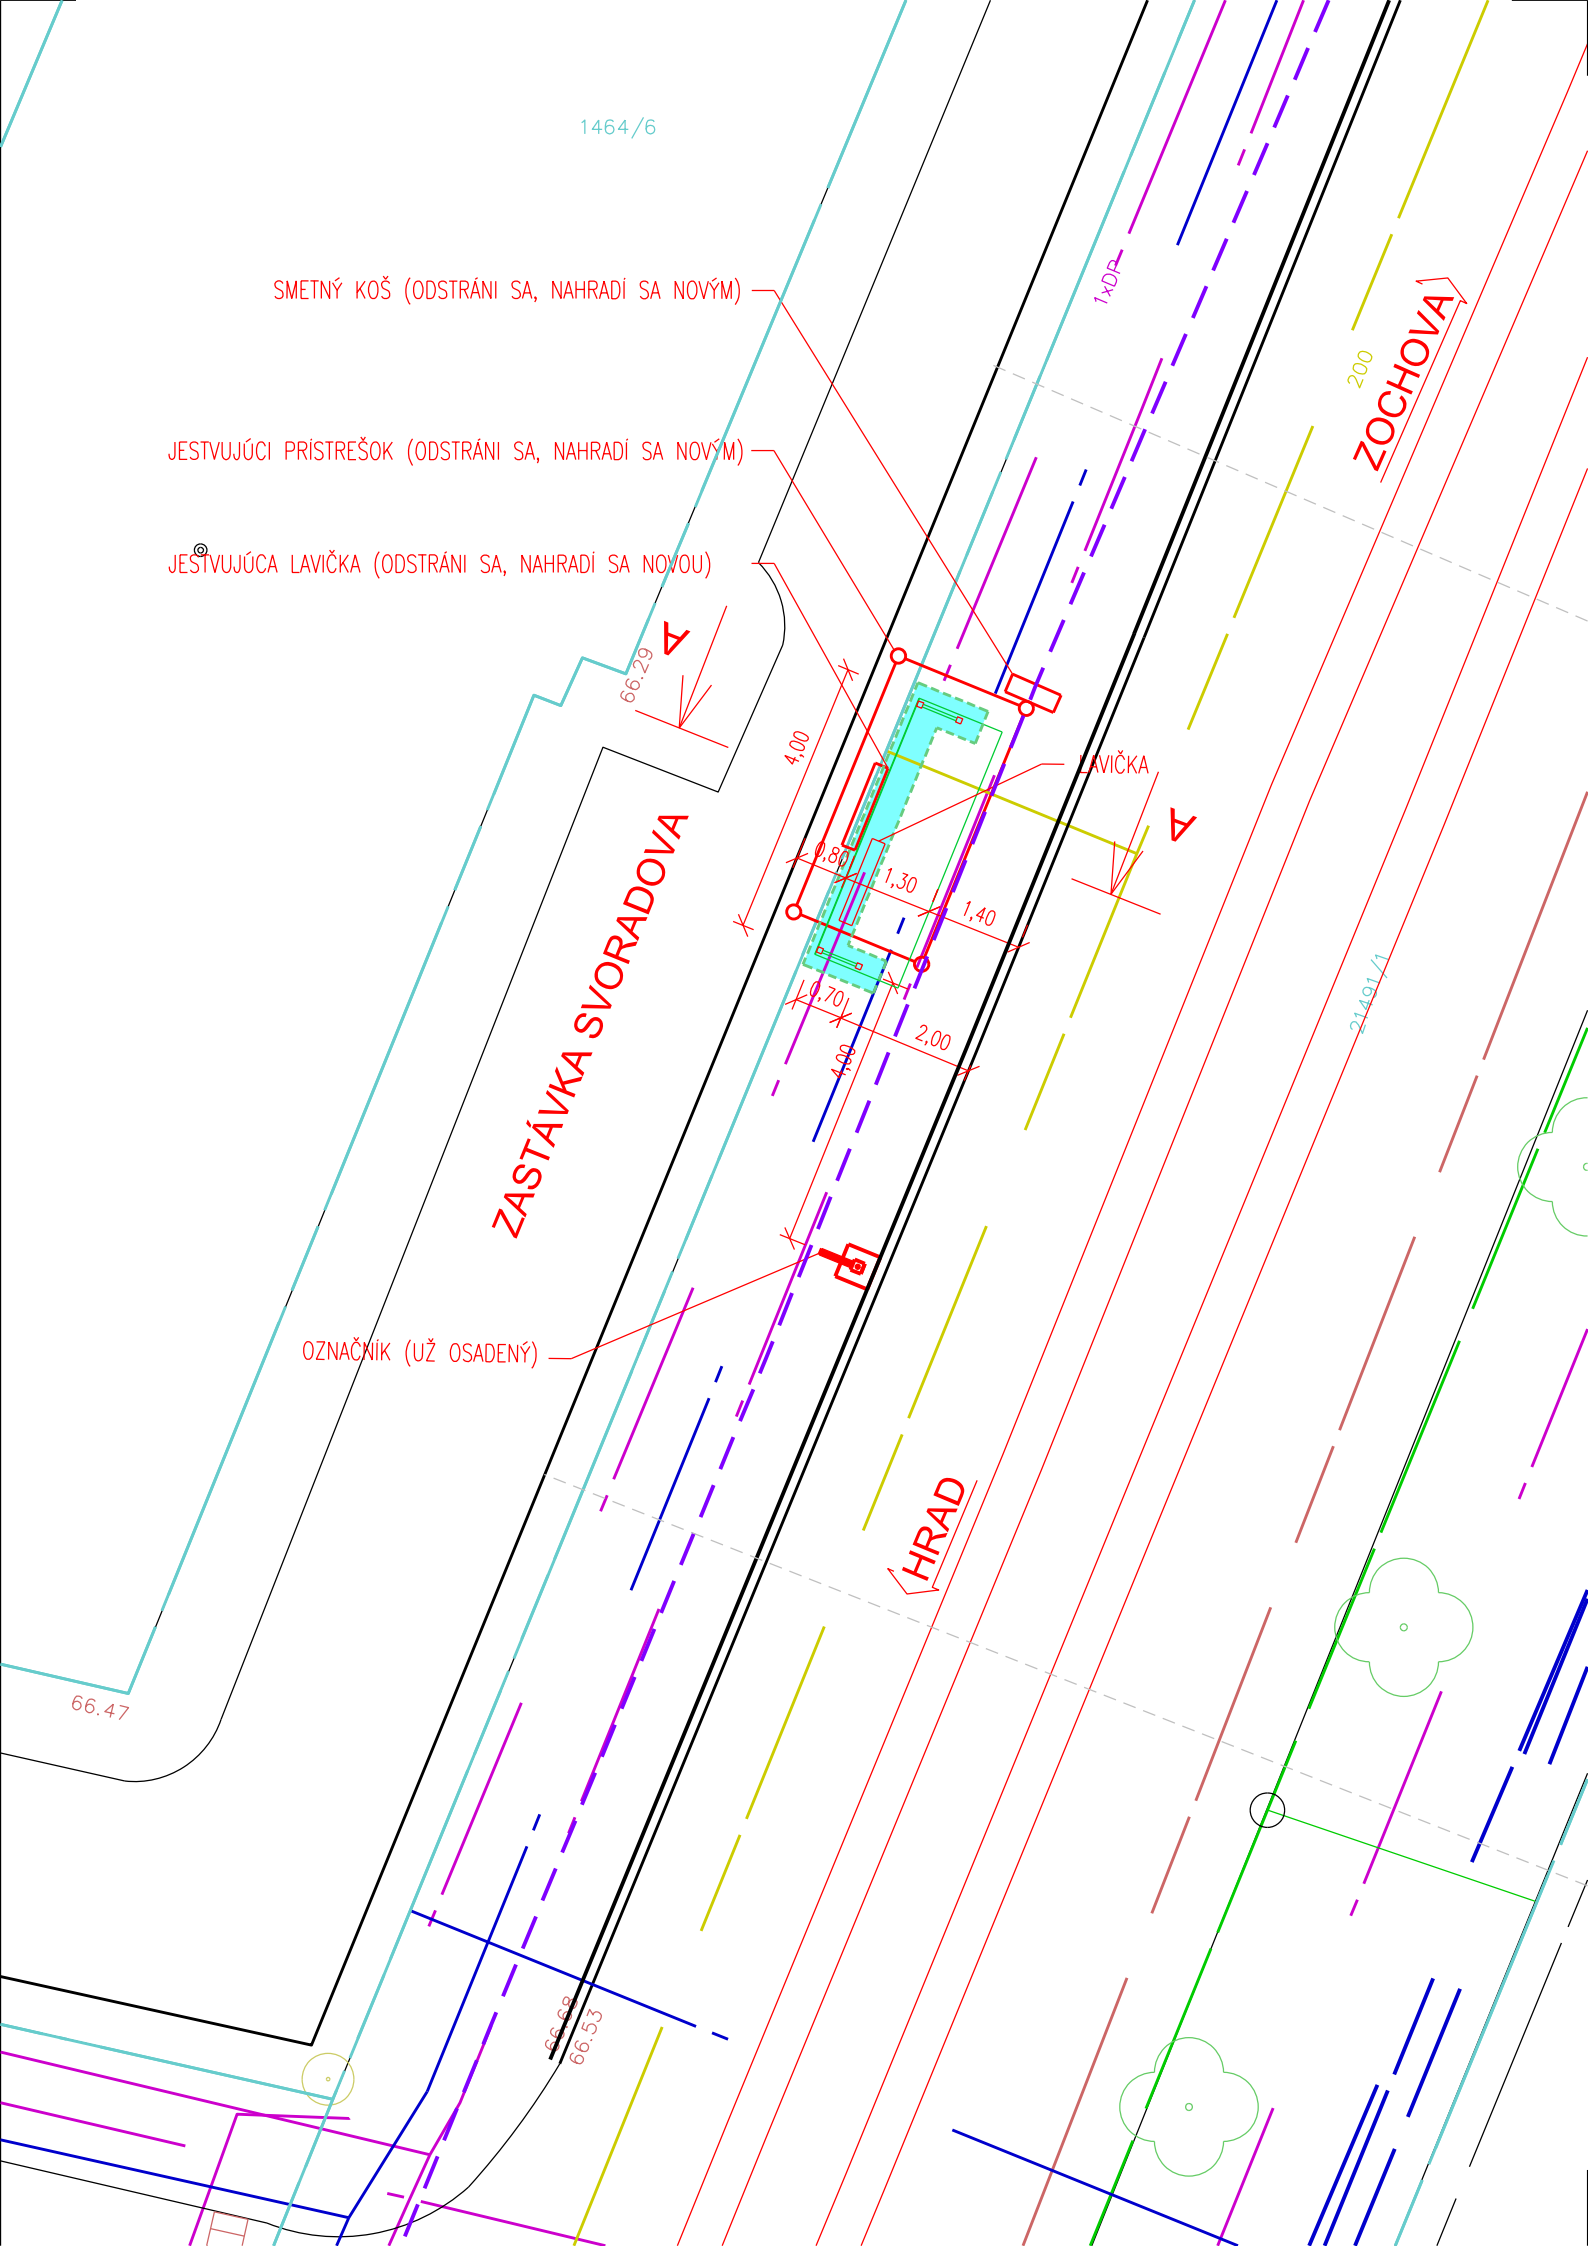 1464/6
SMETNÝ KOŠ (ODSTRÁNI SA, NAHRADÍ SA NOVÝM)
1xDP
ZOCHOVA
200
JESTVUJÚCI PRÍSTREŠOK (ODSTRÁNI SA, NAHRADÍ SA NOVÝM)
JESTVUJÚCA LAVIČKA (ODSTRÁNI SA, NAHRADÍ SA NOVOU)
A
66.29
4,00
LAVIČKA
A
0,80
1,30
1,40
ZASTÁVKA SVORADOVA
0,70
2,00
4,00
21491/1
OZNAČNÍK (UŽ OSADENÝ)
HRAD
66.47
66.68
66.53